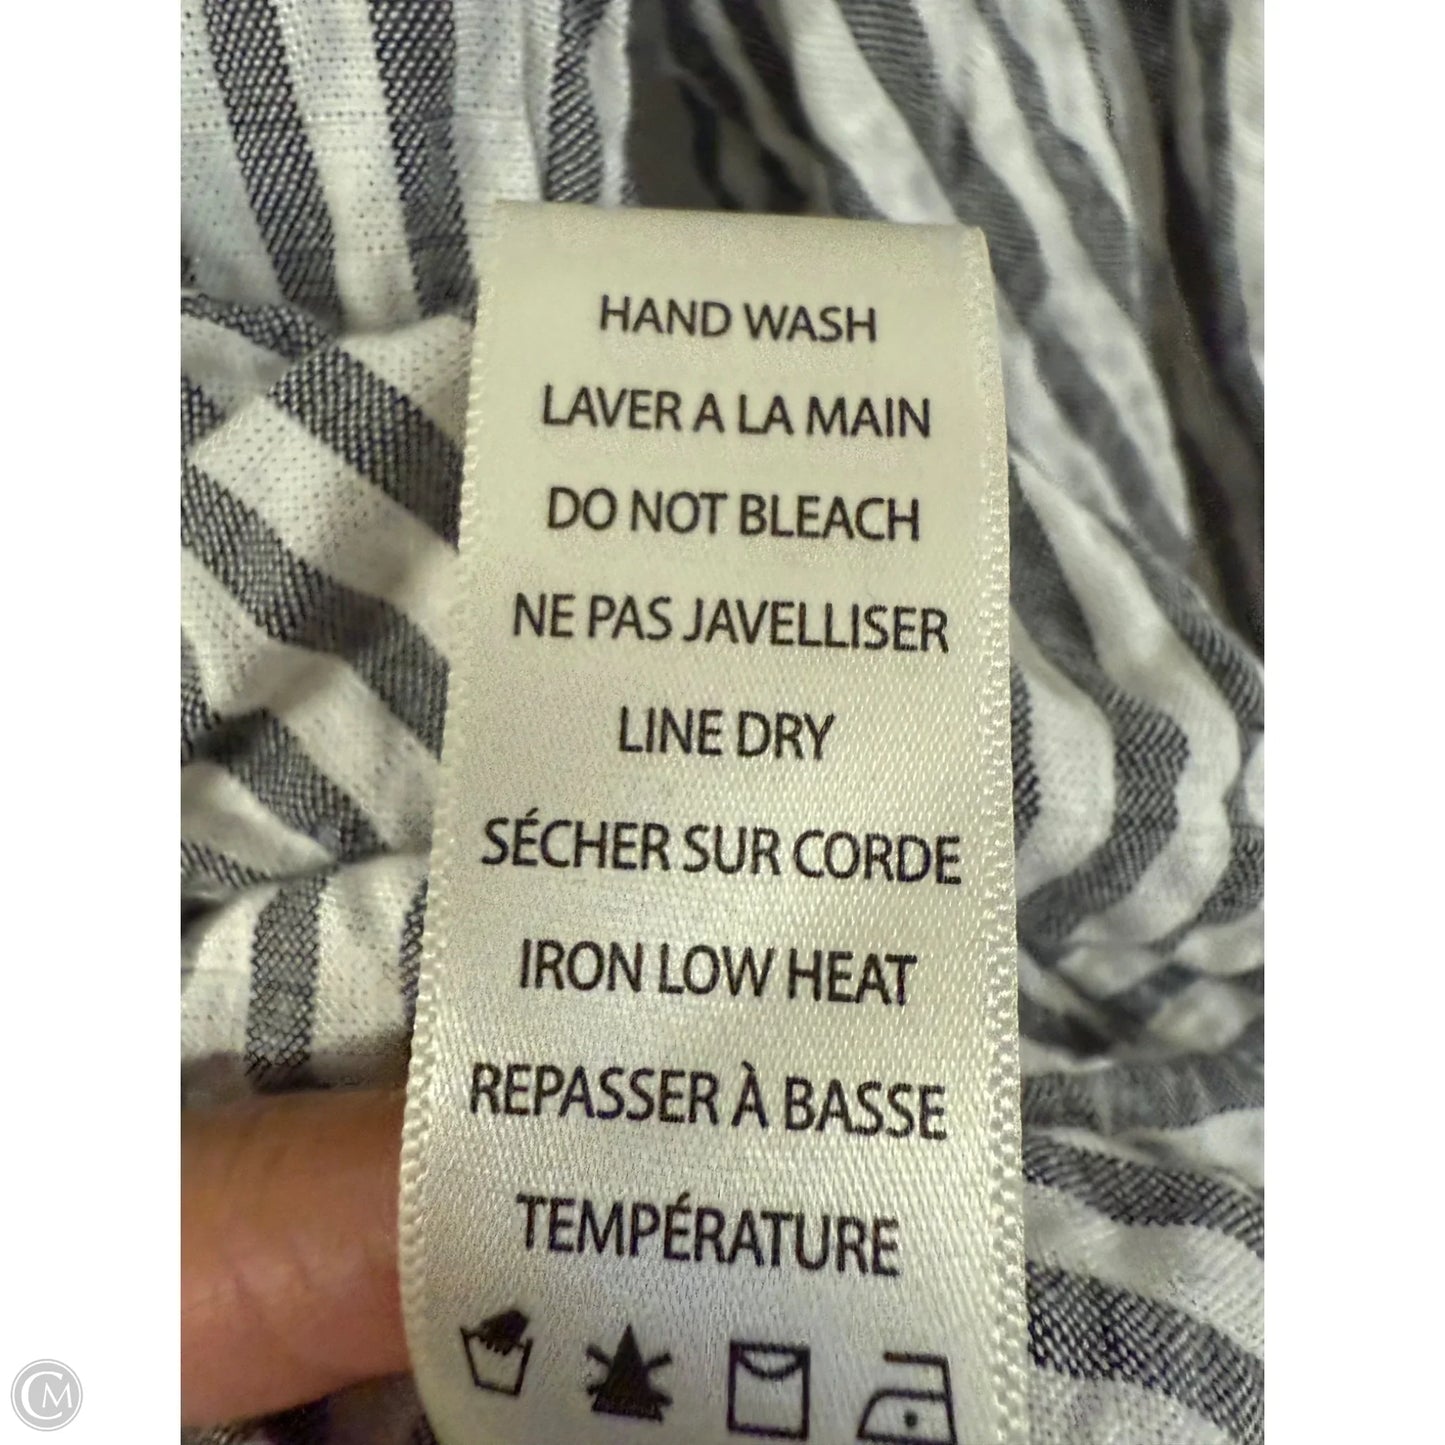 HAND WASH
LAVER A LA MAIN
DO NOT BLEACH
NE PAS JAVELLISER
LINE DRY
SÉCHER SUR CORDE
IRON LOW HEAT
REPASSER À BASSE
TEMPÉRATURE
CM